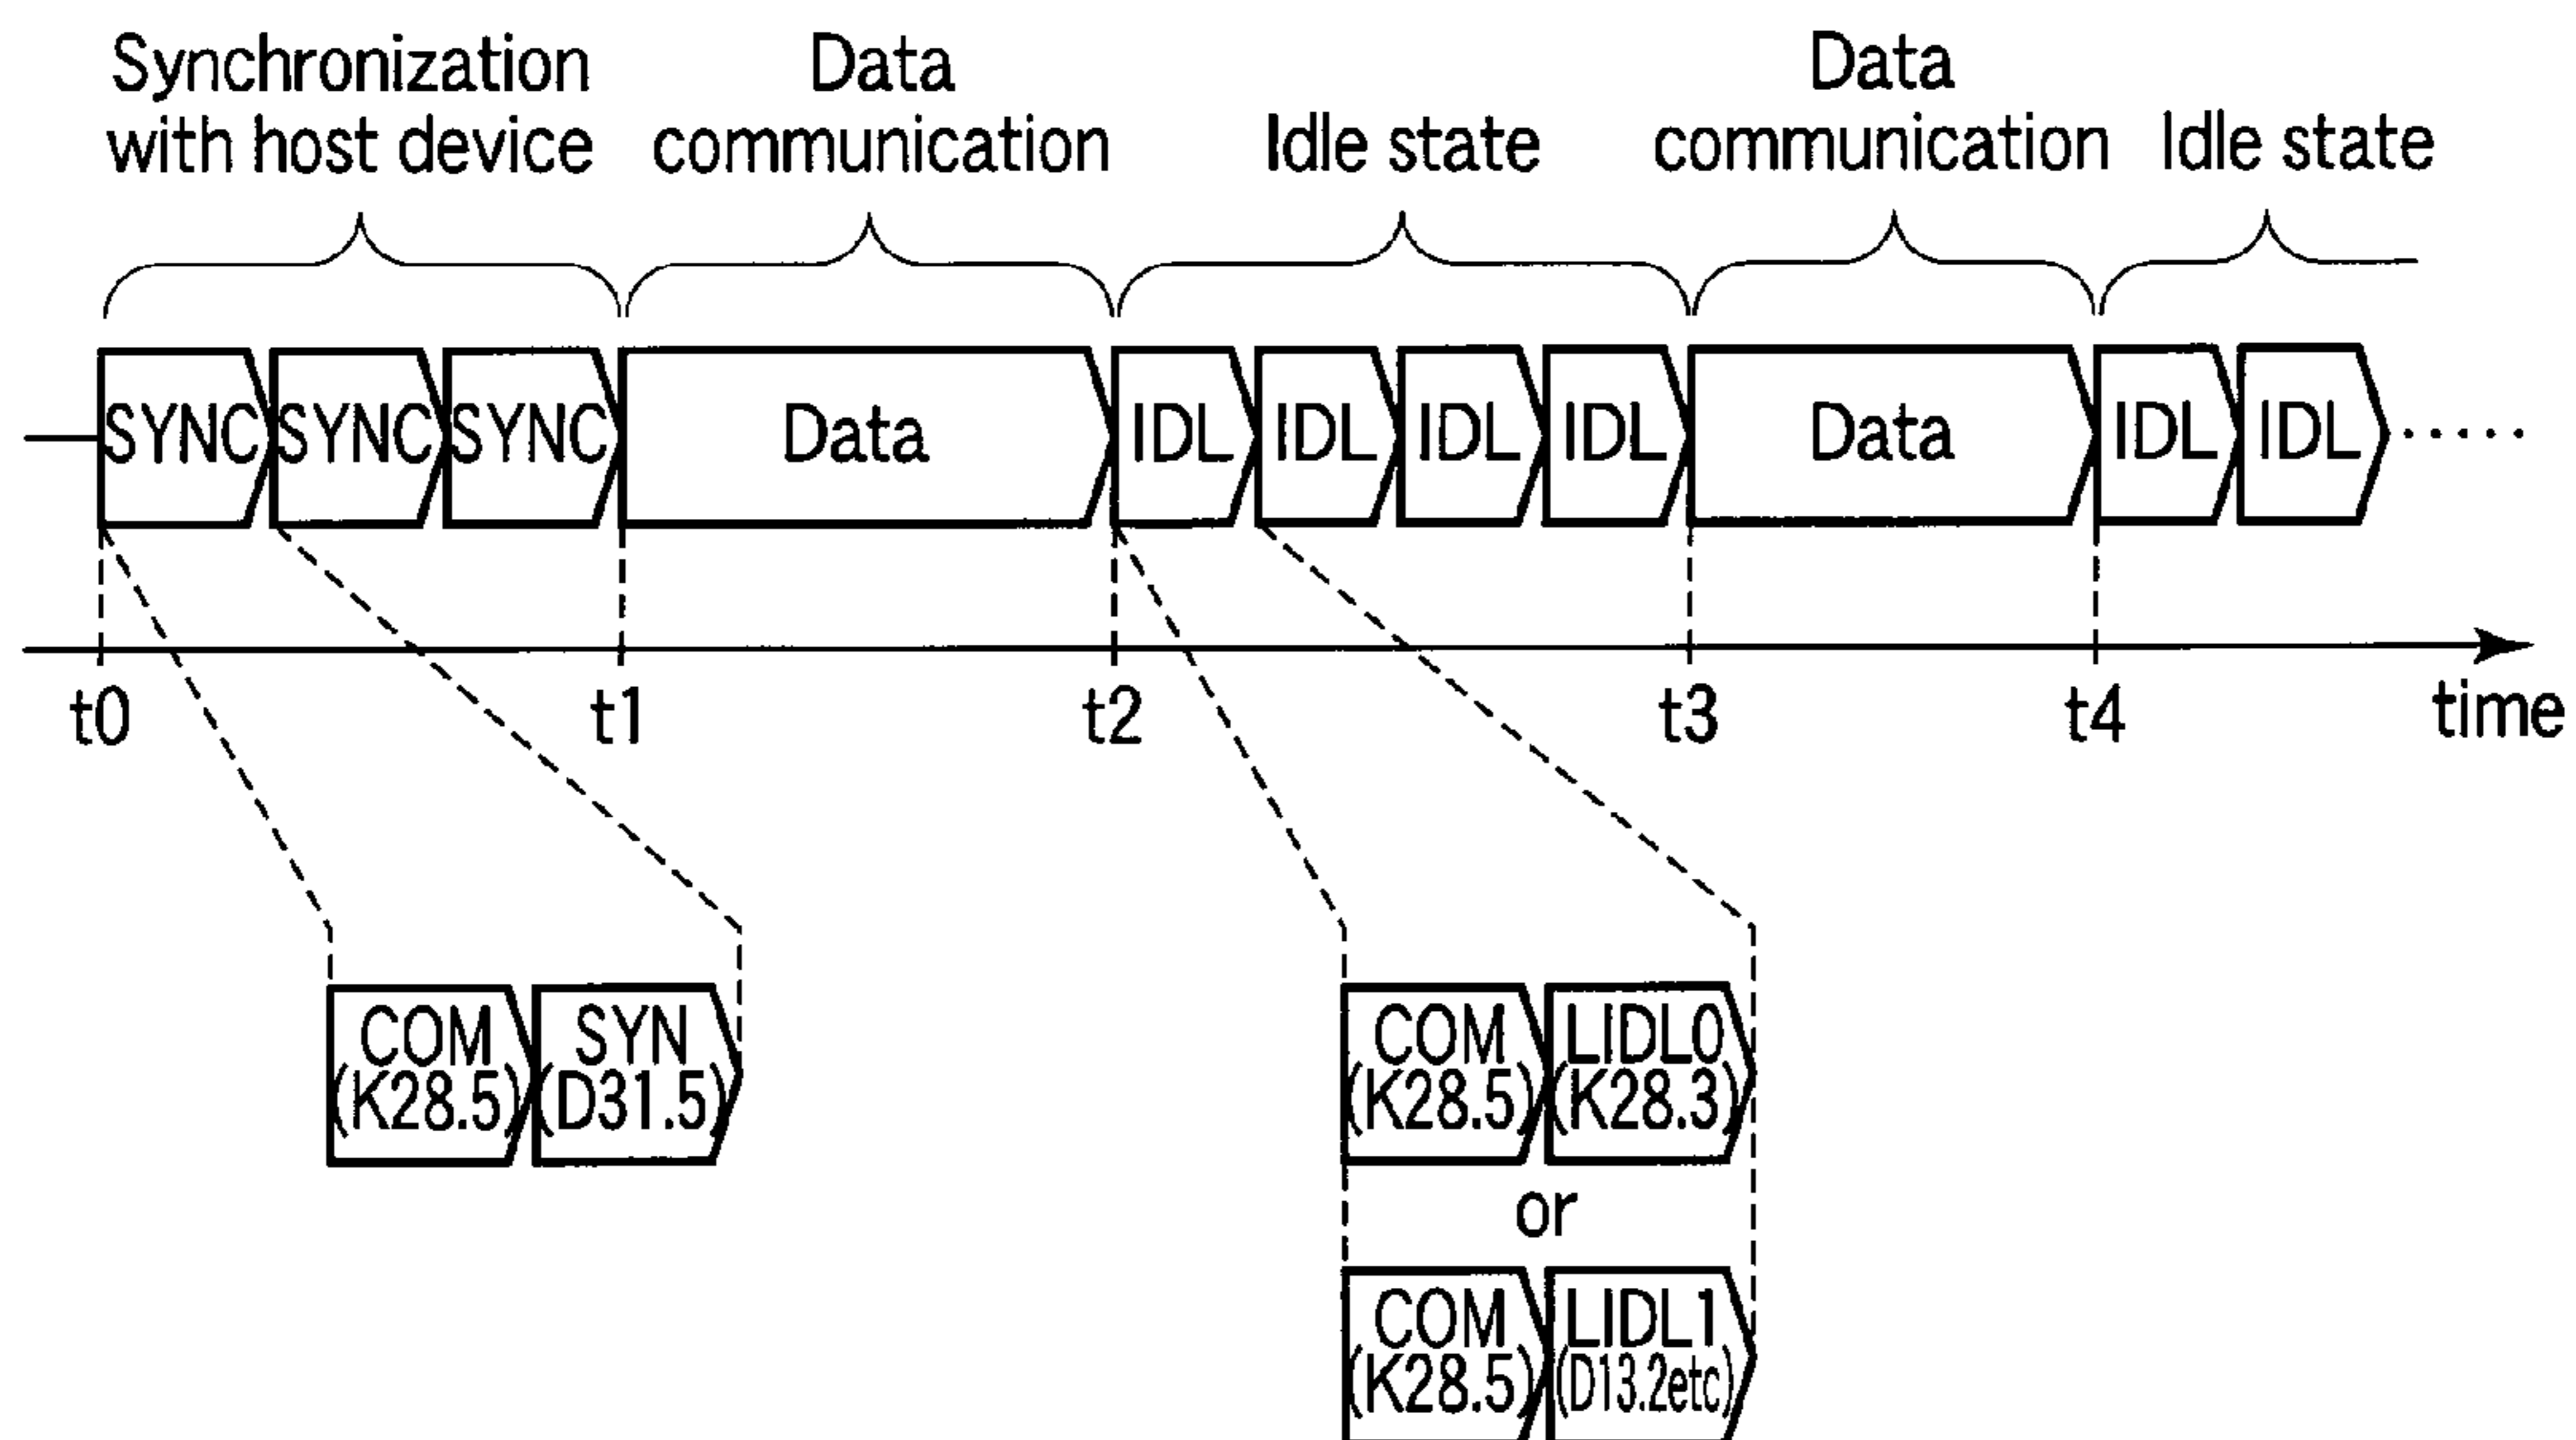 Synchronization
with host device
Data
communication
Idle state
Data
communication
Idle state
SYNC SYNC SYNC Data IDL IDL IDL IDL Data IDL IDL .....
t0 t1 t2 t3 t4 time
COM
(K28.5)
SYN
(D31.5)
COM
(K28.5)
LIDL0
(K28.3)
or
COM
(K28.5)
LIDL1
(D13.2etc)